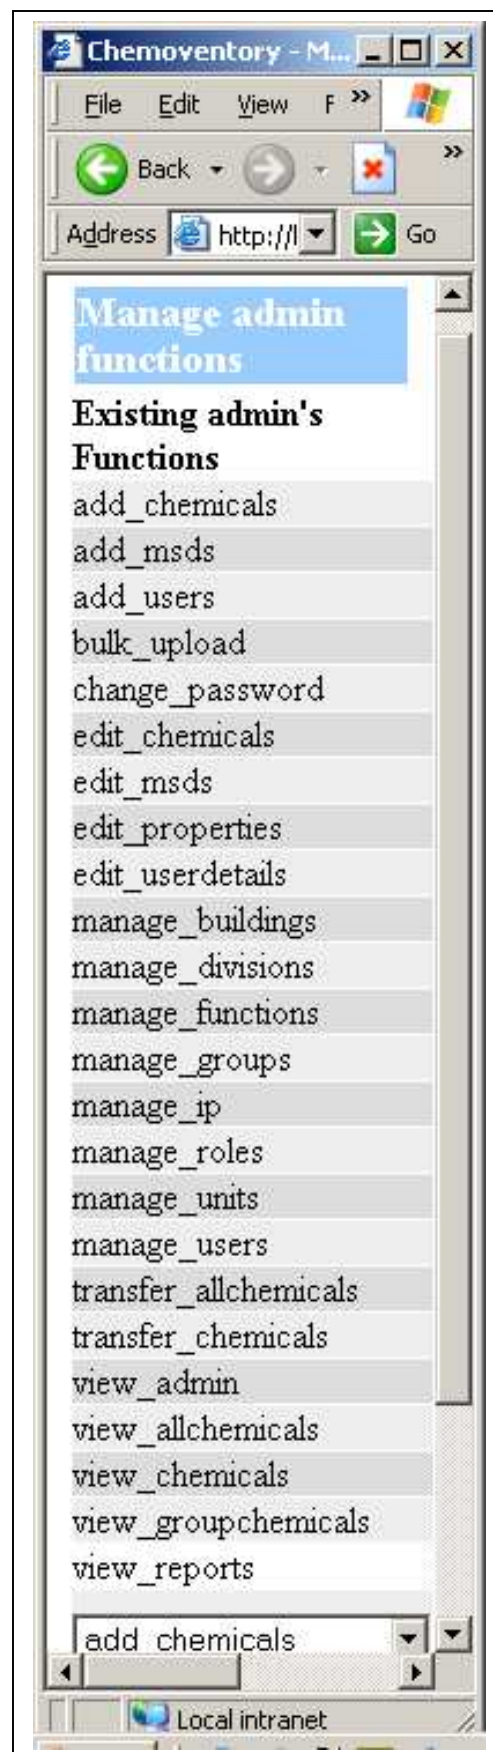 Chemoventory - M...
File Edit View F »
Back »
Address http://l Go
Manage admin
functions
Existing admin's
Functions
add_chemicals
add_msds
add_users
bulk_upload
change_password
edit_chemicals
edit_msds
edit_properties
edit_userdetails
manage_buildings
manage_divisions
manage_functions
manage_groups
manage_ip
manage_roles
manage_units
manage_users
transfer_allchemicals
transfer_chemicals
view_admin
view_allchemicals
view_chemicals
view_groupchemicals
view_reports
add_chemicals
Local intranet